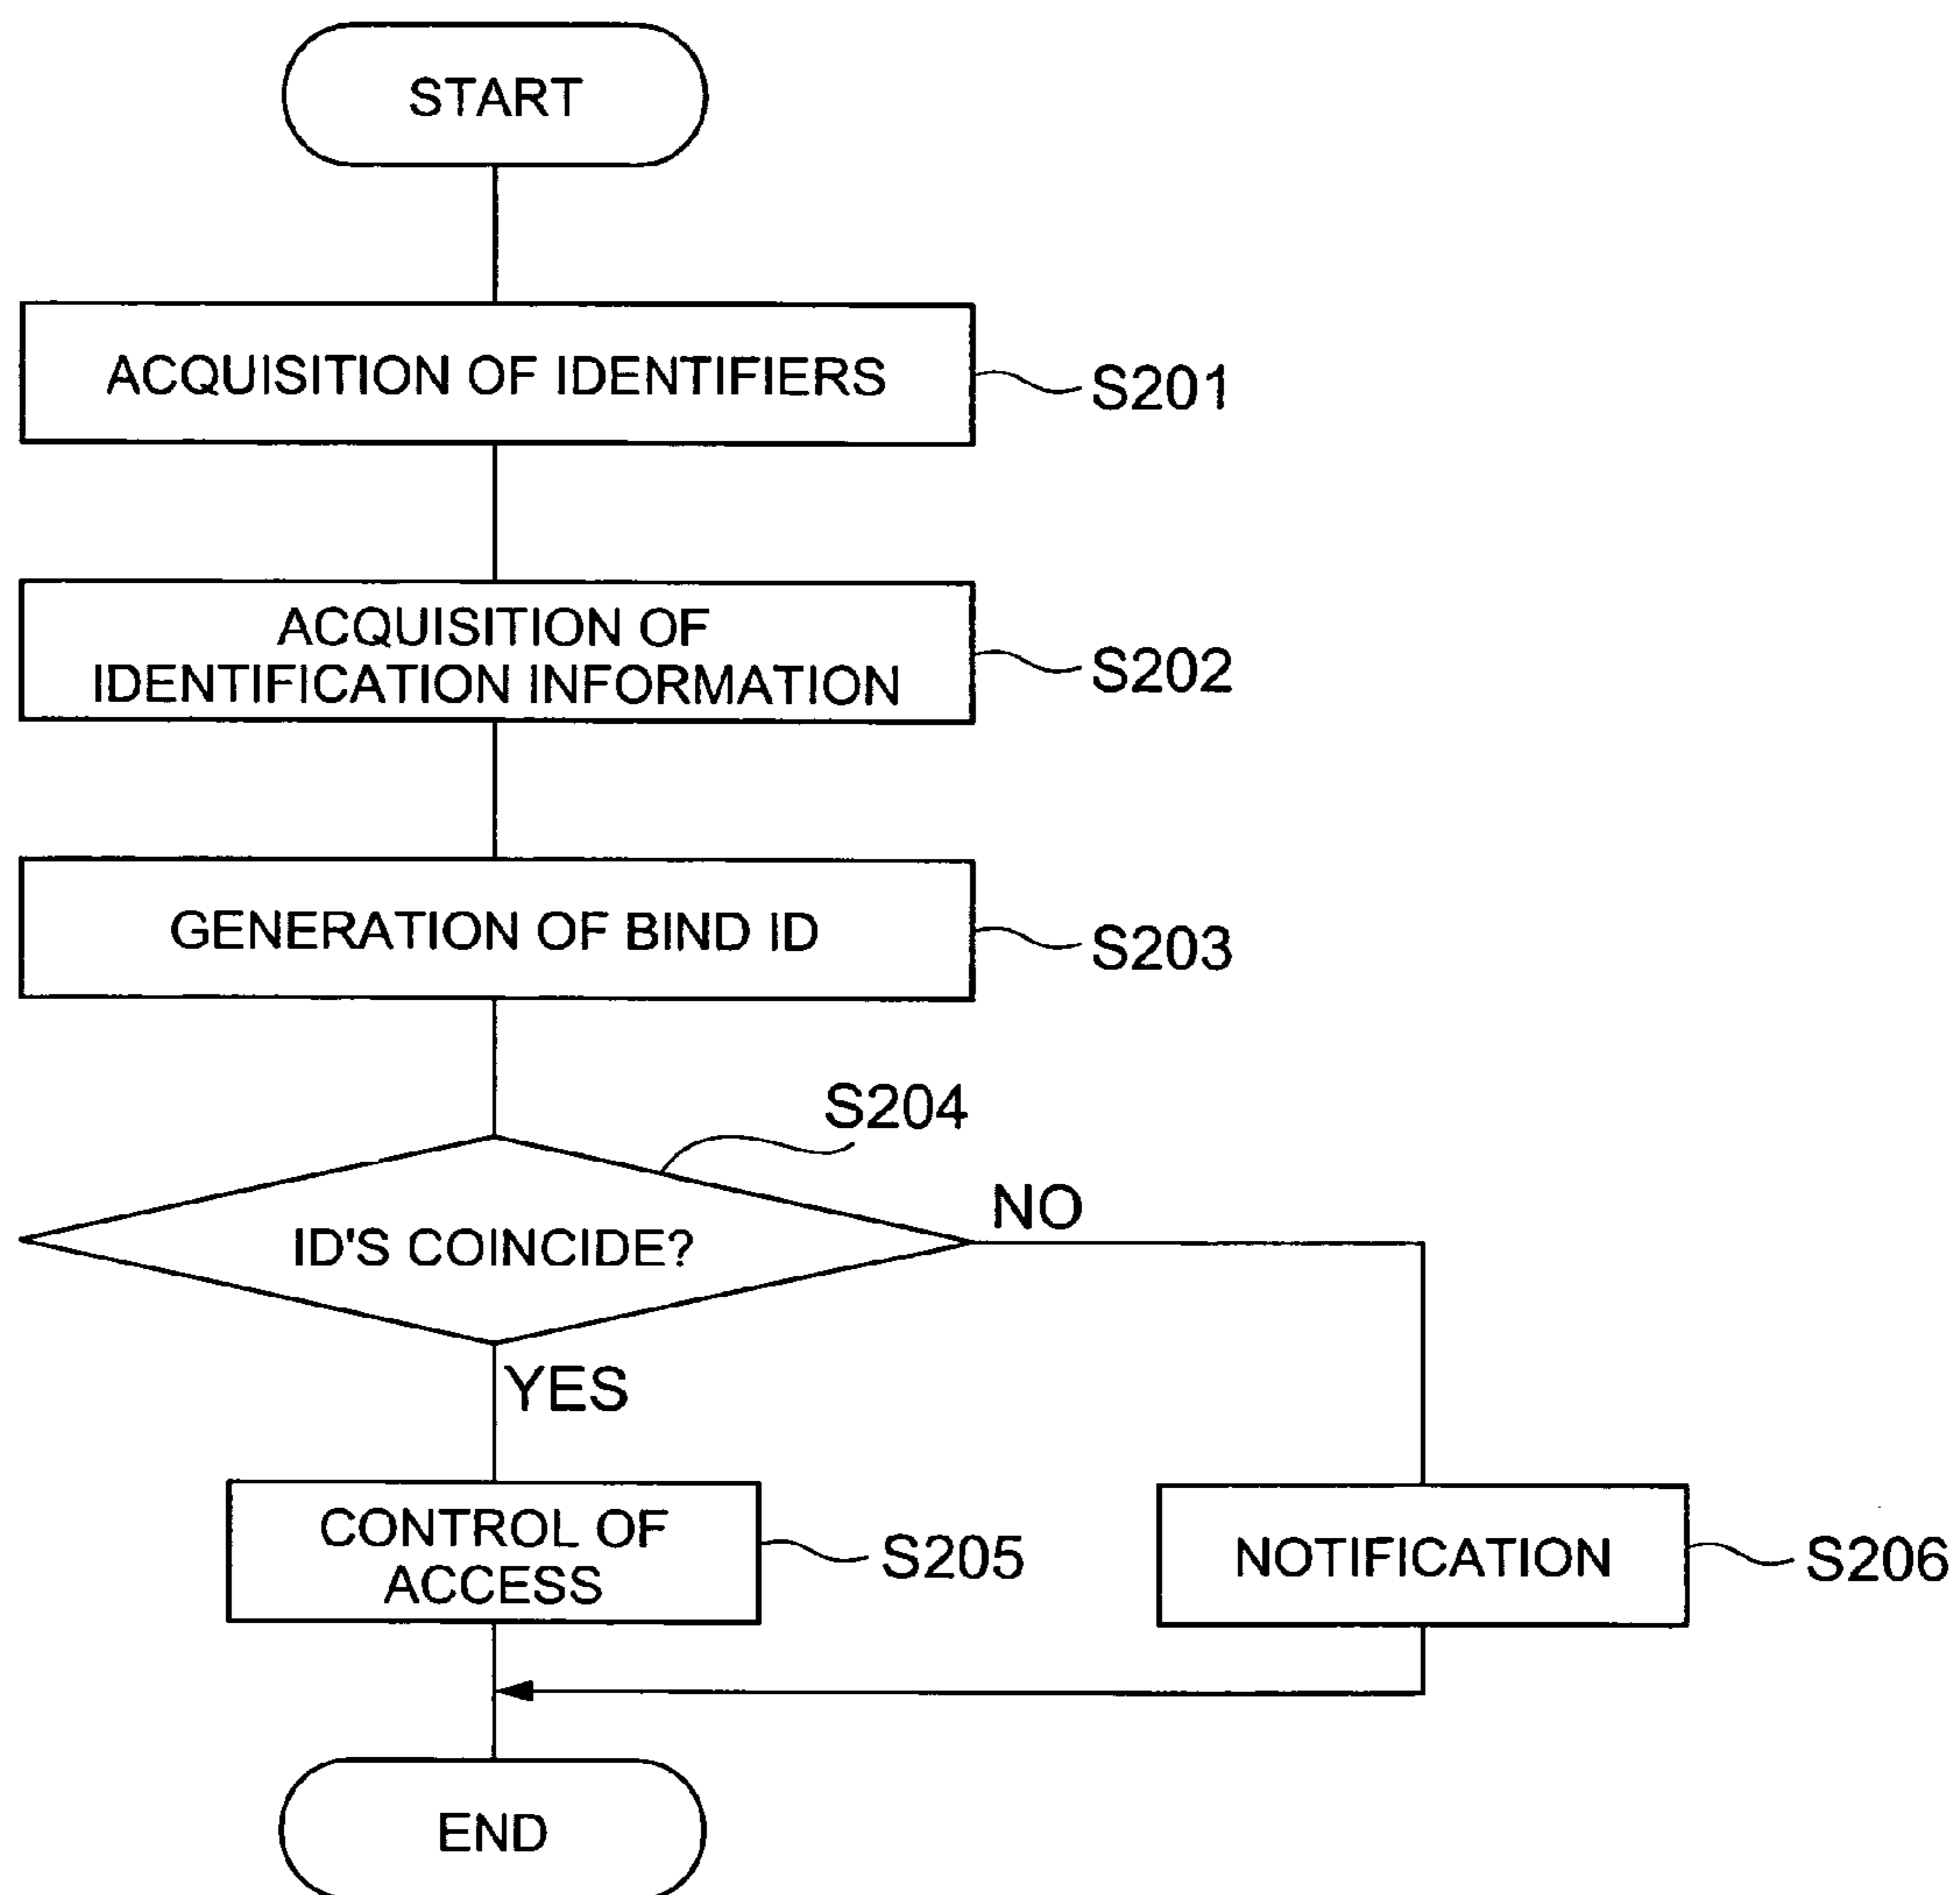 START
ACQUISITION OF IDENTIFIERS
S201
ACQUISITION OF
IDENTIFICATION INFORMATION
S202
GENERATION OF BIND ID
S203
S204
ID'S COINCIDE?
NO
YES
CONTROL OF
ACCESS
S205
NOTIFICATION
S206
END